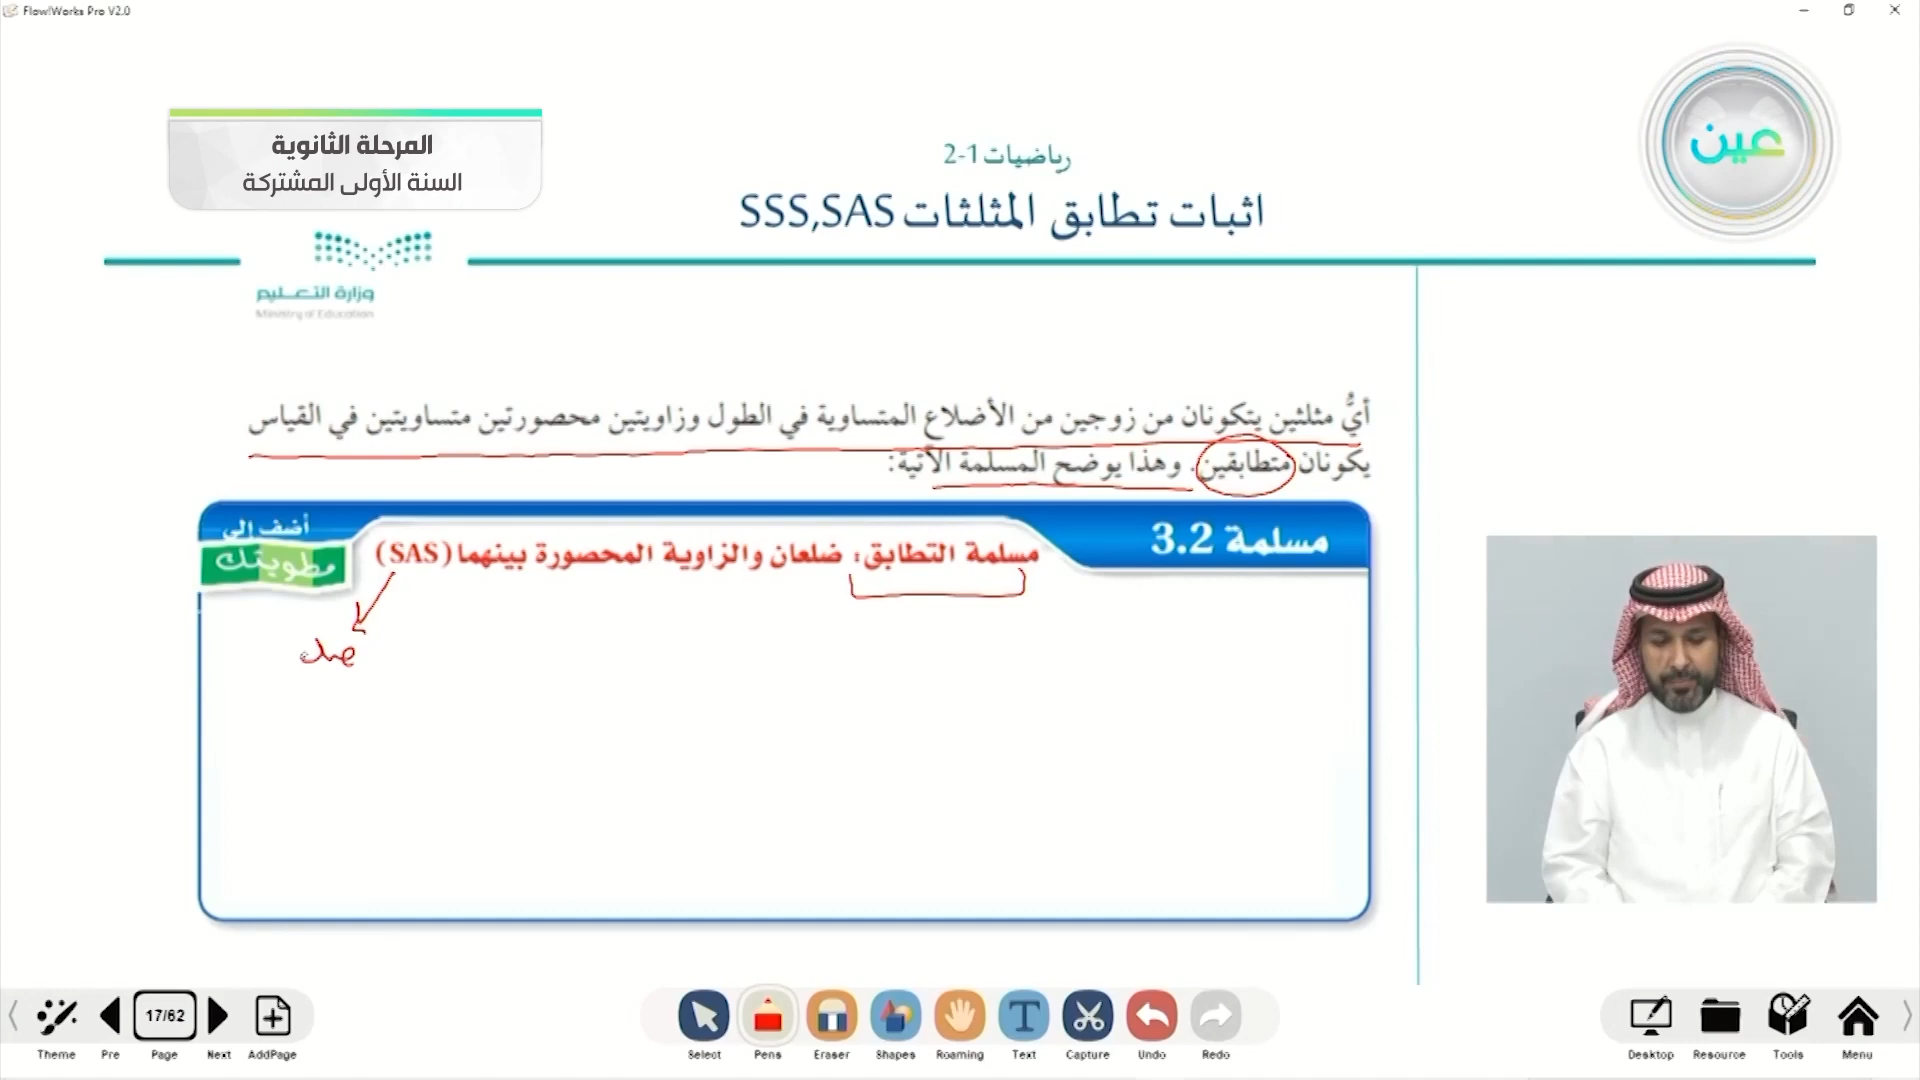 Flow!Works Pro V2.0
المرحلة الثانوية
السنة الأولى المشتركة
رياضيات 1-2
اثبات تطابق المثلثات SSS,SAS
عين
وزارة التعليم
Ministry of Education
أيُّ مثلثين يتكونان من زوجين من الأضلاع المتساوية في الطول وزاويتين محصورتين متساويتين في القياس
يكونان متطابقين. وهذا يوضح المسلمة الآتية:
مسلمة 3.2
مسلمة التطابق: ضلعان والزاوية المحصورة بينهما (SAS)
أضف إلى
مطويتك
17/62
Theme Pre Page Next AddPage
Select Pens Eraser Shapes Roaming Text Capture Undo Redo
Desktop Resource Tools Menu